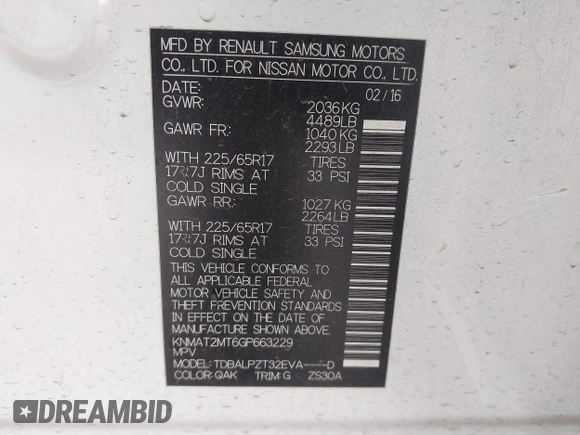 MFD BY RENAULT SAMSUNG MOTORS
CO., LTD. FOR NISSAN MOTOR CO., LTD.
DATE: 02/16
GVWR: 2036KG
4489LB
GAWR FR: 1040KG
2293LB
WITH 225/65R17 TIRES
17X7J RIMS AT 33 PSI
COLD SINGLE
GAWR RR: 1027KG
2264LB
WITH 225/65R17 TIRES
17X7J RIMS AT 33 PSI
COLD SINGLE
THIS VEHICLE CONFORMS TO
ALL APPLICABLE FEDERAL
MOTOR VEHICLE SAFETY AND
THEFT PREVENTION STANDARDS
IN EFFECT ON THE DATE OF
MANUFACTURE SHOWN ABOVE.
KNMAT2MT6GP663229
MPV
MODEL: TDBALPZT32EVA----D
COLOR: QAK TRIM: G ZS30A
DREAMBID